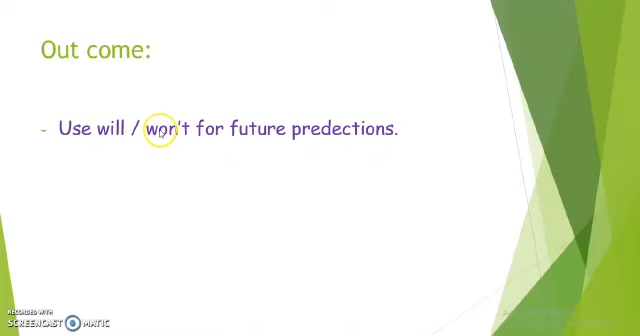 Out come:
- Use will / won't for future predections.
RECORDED WITH
SCREENCAST MATIC